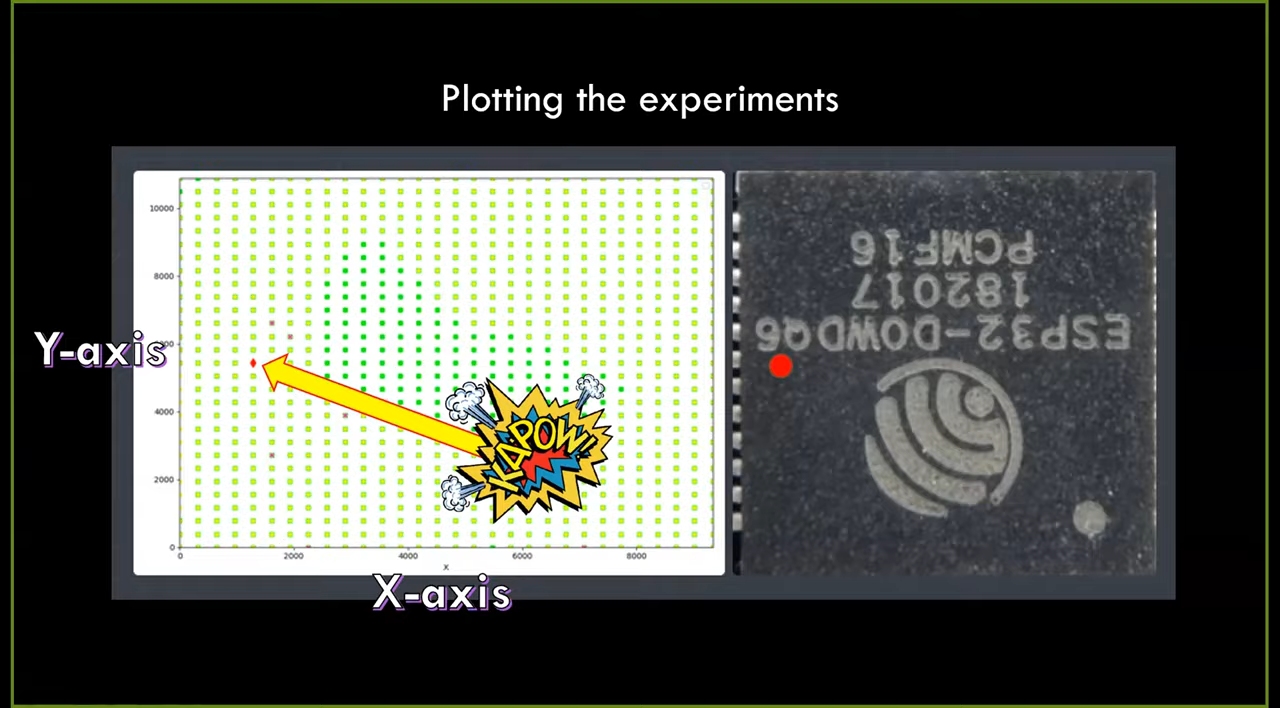 Plotting the experiments
10000
8000
4000
2000
0
0
2000
4000
6000
8000
X
Y-axis
X-axis
KAPOW!
PCMF16
182017
ESP32-D0WDQ6